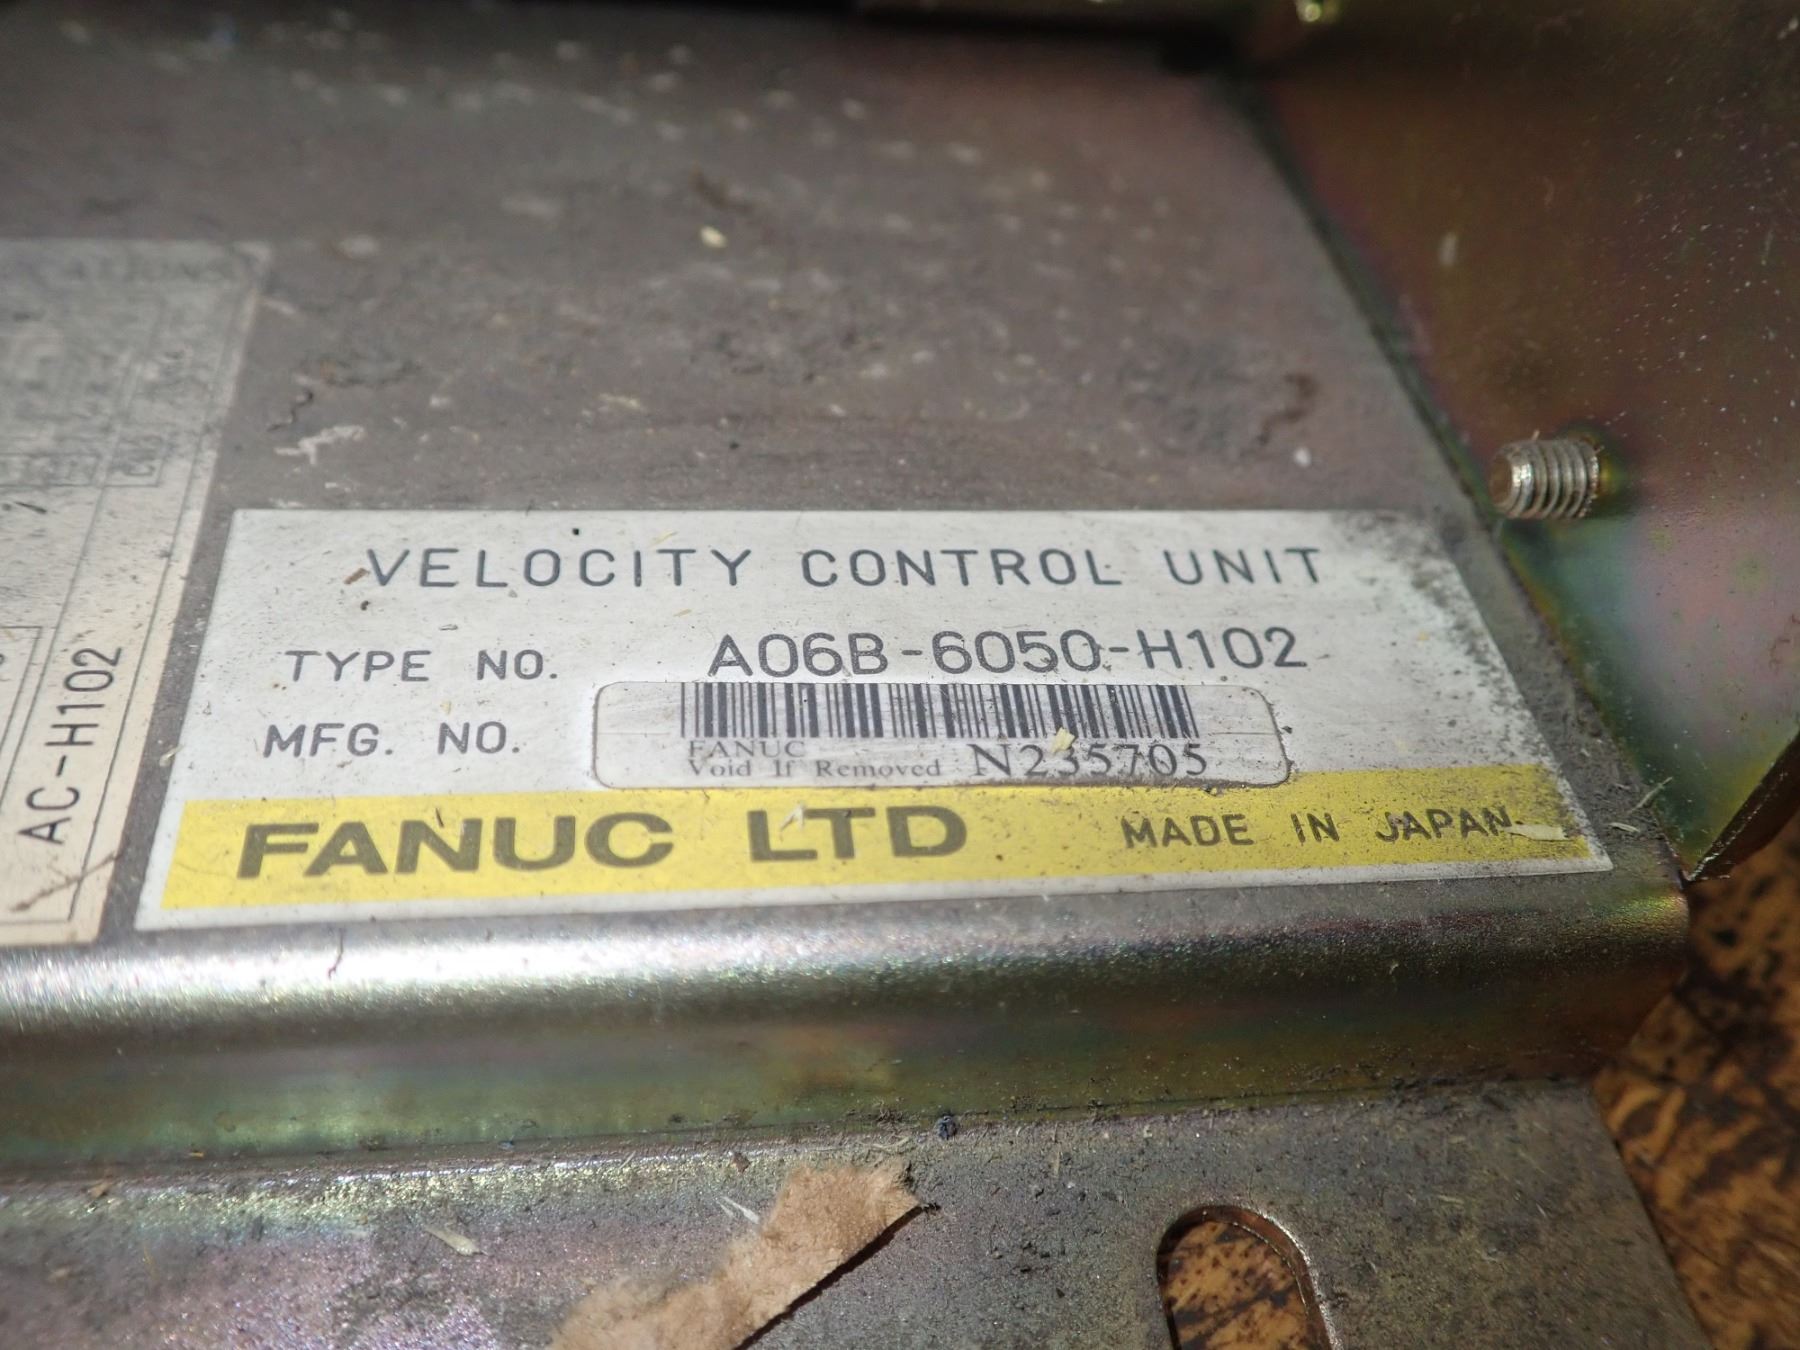 VELOCITY CONTROL UNIT
TYPE NO. A06B-6050-H102
MFG. NO.
FANUC
Void If Removed N235705
FANUC LTD MADE IN JAPAN
AC-H102